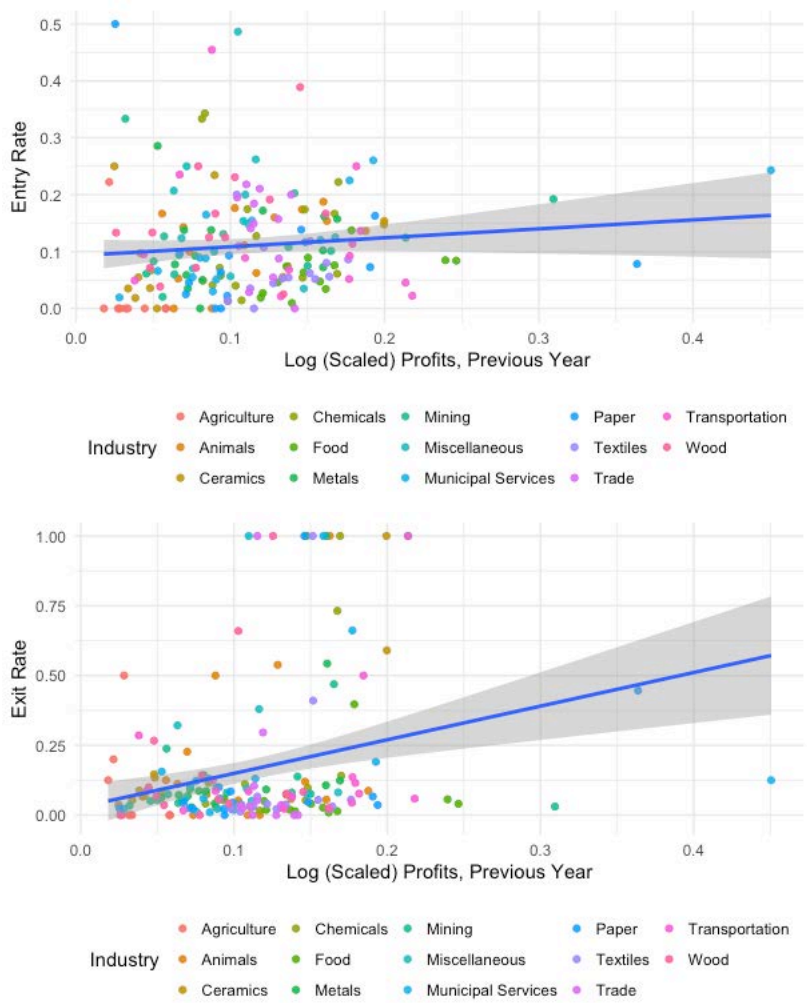 0.5
0.4
0.3
0.2
0.1
0.0
Entry Rate
0.0 0.1 0.2 0.3 0.4
Log (Scaled) Profits, Previous Year
Industry
Agriculture Chemicals Mining Paper Transportation
Animals Food Miscellaneous Textiles Wood
Ceramics Metals Municipal Services Trade
1.00
0.75
0.50
0.25
0.00
Exit Rate
0.0 0.1 0.2 0.3 0.4
Log (Scaled) Profits, Previous Year
Industry
Agriculture Chemicals Mining Paper Transportation
Animals Food Miscellaneous Textiles Wood
Ceramics Metals Municipal Services Trade